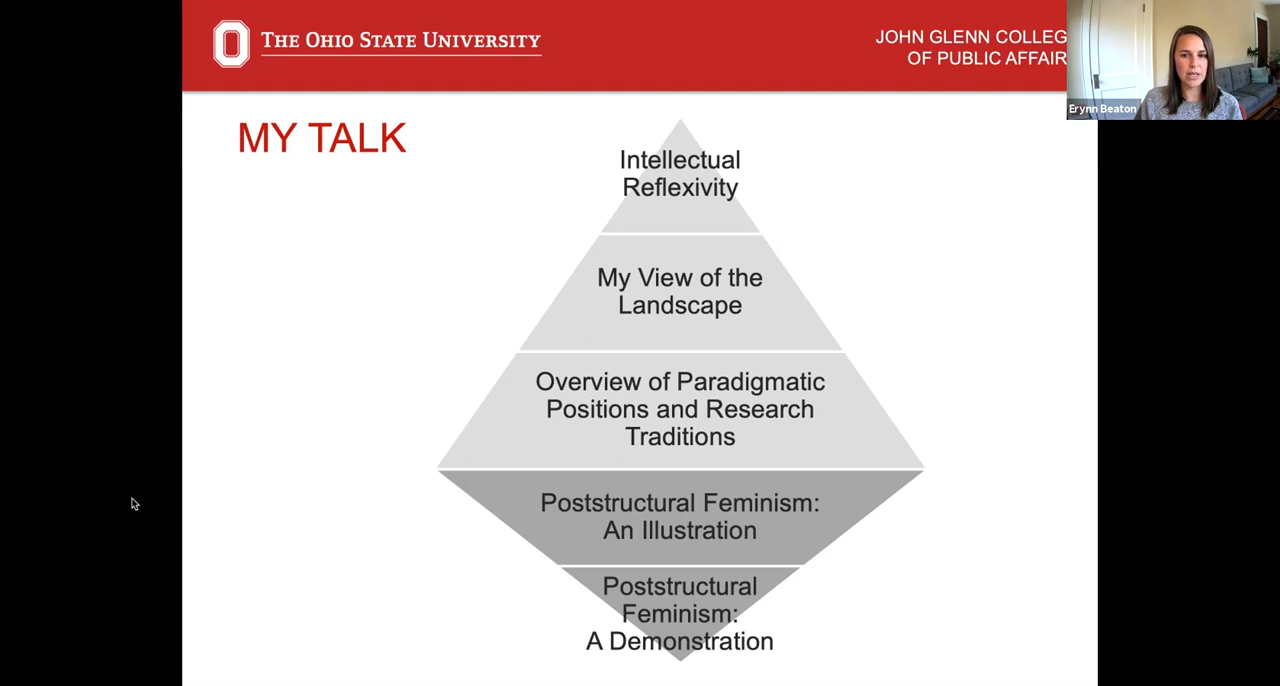 THE OHIO STATE UNIVERSITY
JOHN GLENN COLLEG
OF PUBLIC AFFAIR
Erynn Beaton
MY TALK
Intellectual
Reflexivity
My View of the
Landscape
Overview of Paradigmatic
Positions and Research
Traditions
Poststructural Feminism:
An Illustration
Poststructural
Feminism:
A Demonstration